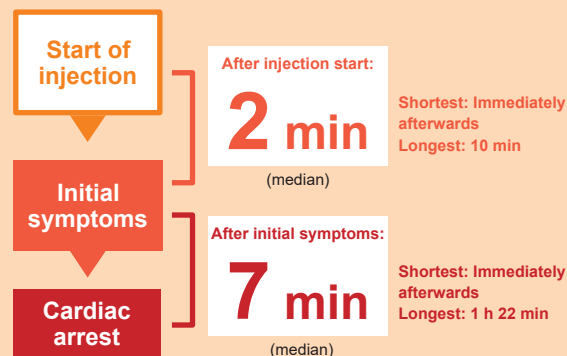 Start of
injection
After injection start:
2 min
(median)
Shortest: Immediately
afterwards
Longest: 10 min
Initial
symptoms
After initial symptoms:
7 min
(median)
Shortest: Immediately
afterwards
Longest: 1 h 22 min
Cardiac
arrest